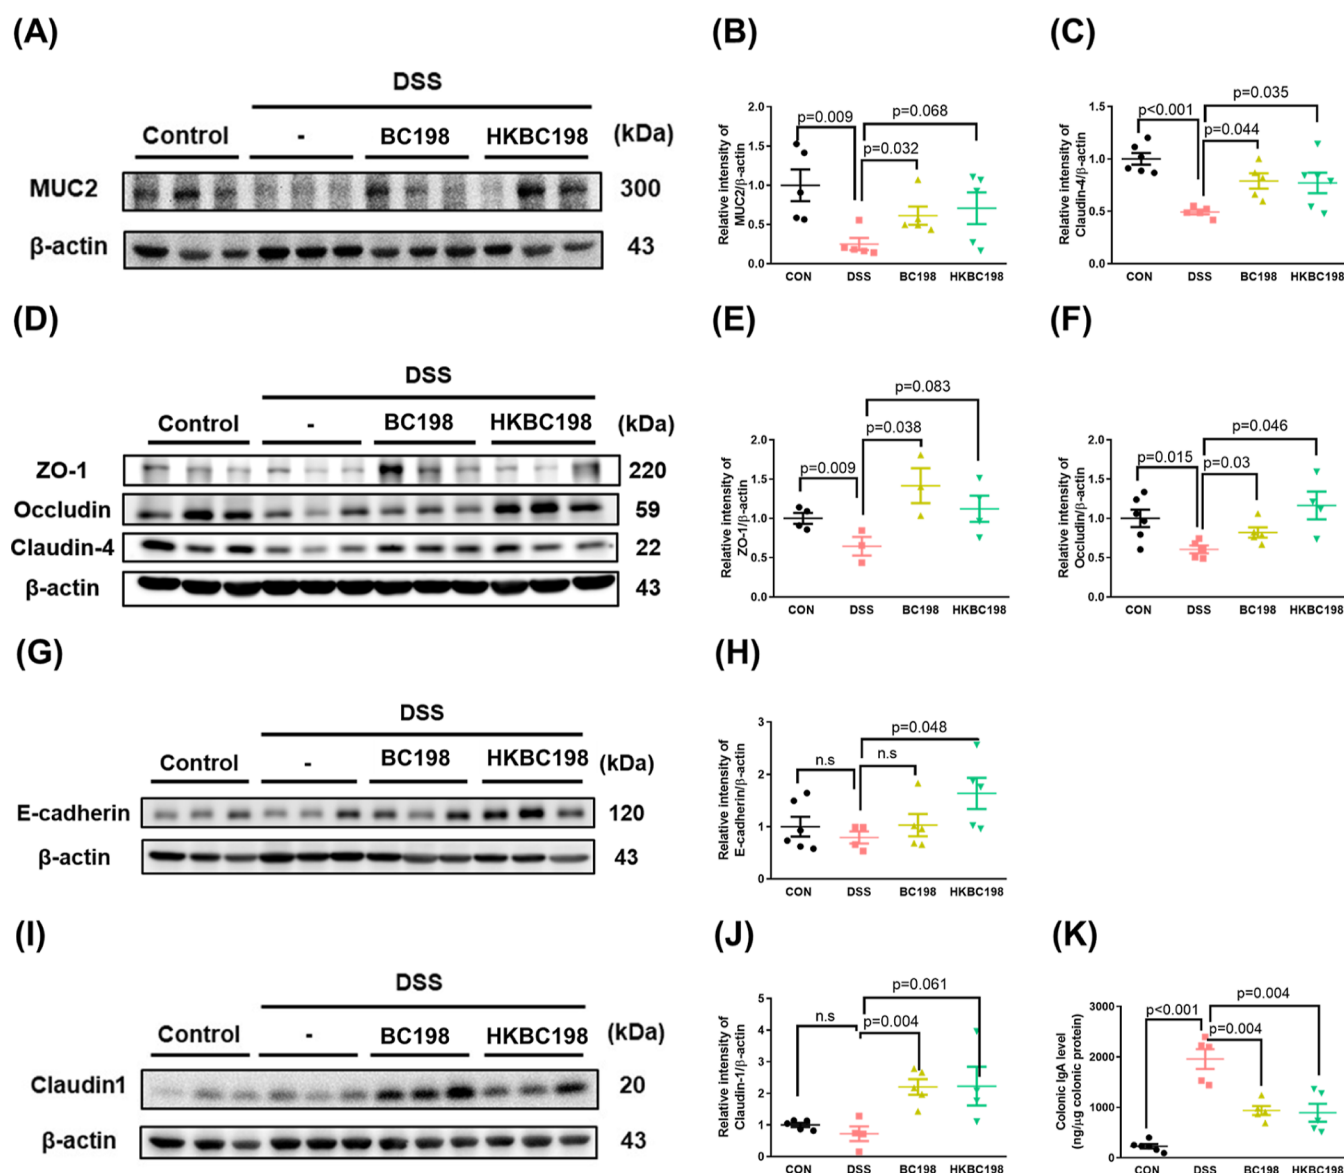 (A)
DSS
Control - BC198 HKBC198 (kDa)
MUC2 300
β-actin 43
(B)
Relative intensity of
MUC2/β-actin
2.0
1.5
1.0
0.5
0.0
p=0.009
p=0.068
p=0.032
CON DSS BC198 HKBC198
(C)
Relative intensity of
Claudin-4/β-actin
1.5
1.0
0.5
0.0
p<0.001
p=0.035
p=0.044
CON DSS BC198 HKBC198
(D)
DSS
Control - BC198 HKBC198 (kDa)
ZO-1 220
Occludin 59
Claudin-4 22
β-actin 43
(E)
Relative intensity of
ZO-1/β-actin
2.0
1.5
1.0
0.5
0.0
p=0.083
p=0.038
p=0.009
CON DSS BC198 HKBC198
(F)
Relative intensity of
Occludin/β-actin
2.0
1.5
1.0
0.5
0.0
p=0.046
p=0.015
p=0.03
CON DSS BC198 HKBC198
(G)
DSS
Control - BC198 HKBC198 (kDa)
E-cadherin 120
β-actin 43
(H)
Relative intensity of
E-cadherin/β-actin
3
2
1
0
p=0.048
n.s
n.s
CON DSS BC198 HKBC198
(I)
DSS
Control - BC198 HKBC198 (kDa)
Claudin1 20
β-actin 43
(J)
Relative intensity of
Claudin-1/β-actin
5
4
3
2
1
0
p=0.061
n.s
p=0.004
CON DSS BC198 HKBC198
(K)
Colonic IgA level
(ng/μg colonic protein)
3000
2000
1000
0
p<0.001
p=0.004
p=0.004
CON DSS BC198 HKBC198